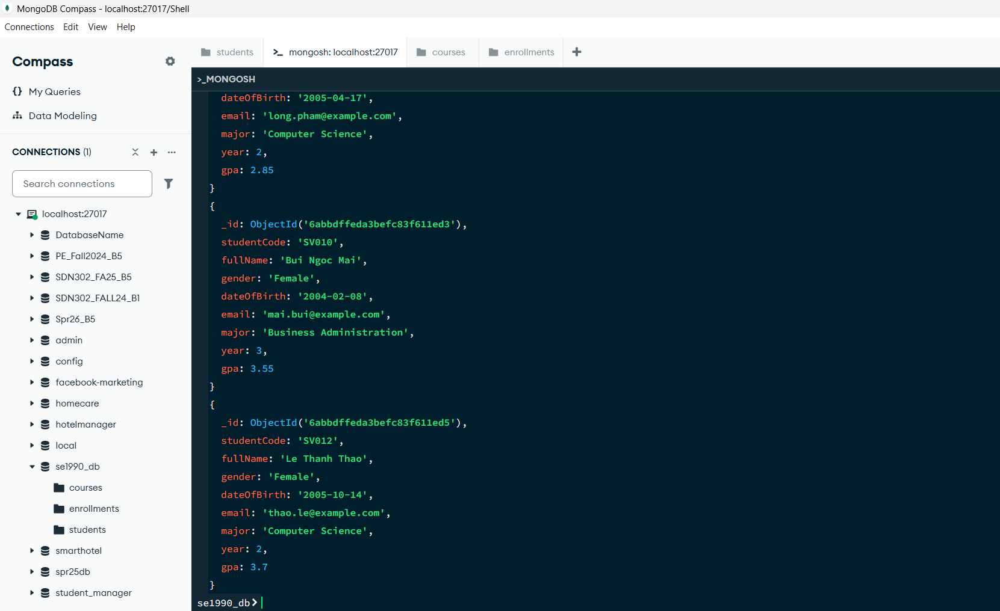 MongoDB Compass - localhost:27017/Shell
Connections Edit View Help
Compass
My Queries
Data Modeling
CONNECTIONS (1)
Search connections
localhost:27017
DatabaseName
PE_Fall2024_B5
SDN302_FA25_B5
SDN302_FALL24_B1
Spr26_B5
admin
config
facebook-marketing
homecare
hotelmanager
local
se1990_db
courses
enrollments
students
smarthotel
spr25db
student_manager
students
>_ mongosh: localhost:27017
courses
enrollments
>_MONGOSH
dateOfBirth: '2005-04-17',
email: 'long.pham@example.com',
major: 'Computer Science',
year: 2,
gpa: 2.85
}
{
_id: ObjectId('6abbdffeda3befc83f611ed3'),
studentCode: 'SV010',
fullName: 'Bui Ngoc Mai',
gender: 'Female',
dateOfBirth: '2004-02-08',
email: 'mai.bui@example.com',
major: 'Business Administration',
year: 3,
gpa: 3.55
}
{
_id: ObjectId('6abbdffeda3befc83f611ed5'),
studentCode: 'SV012',
fullName: 'Le Thanh Thao',
gender: 'Female',
dateOfBirth: '2005-10-14',
email: 'thao.le@example.com',
major: 'Computer Science',
year: 2,
gpa: 3.7
}
se1990_db>